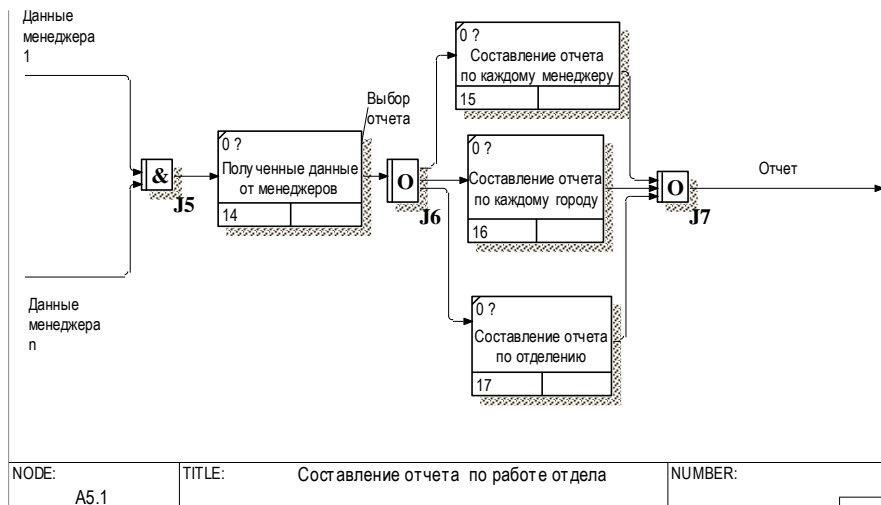 Данные
менеджера
1
&
J5
0 ?
Полученные данные
от менеджеров
14
Выбор
отчета
O
J6
0 ?
Составление отчета
по каждому менеджеру
15
0 ?
Составление отчета
по каждому городу
16
0 ?
Составление отчета
по отделению
17
O
J7
Отчет
Данные
менеджера
n
NODE:
A5.1
TITLE:
Составление отчета по работе отдела
NUMBER: